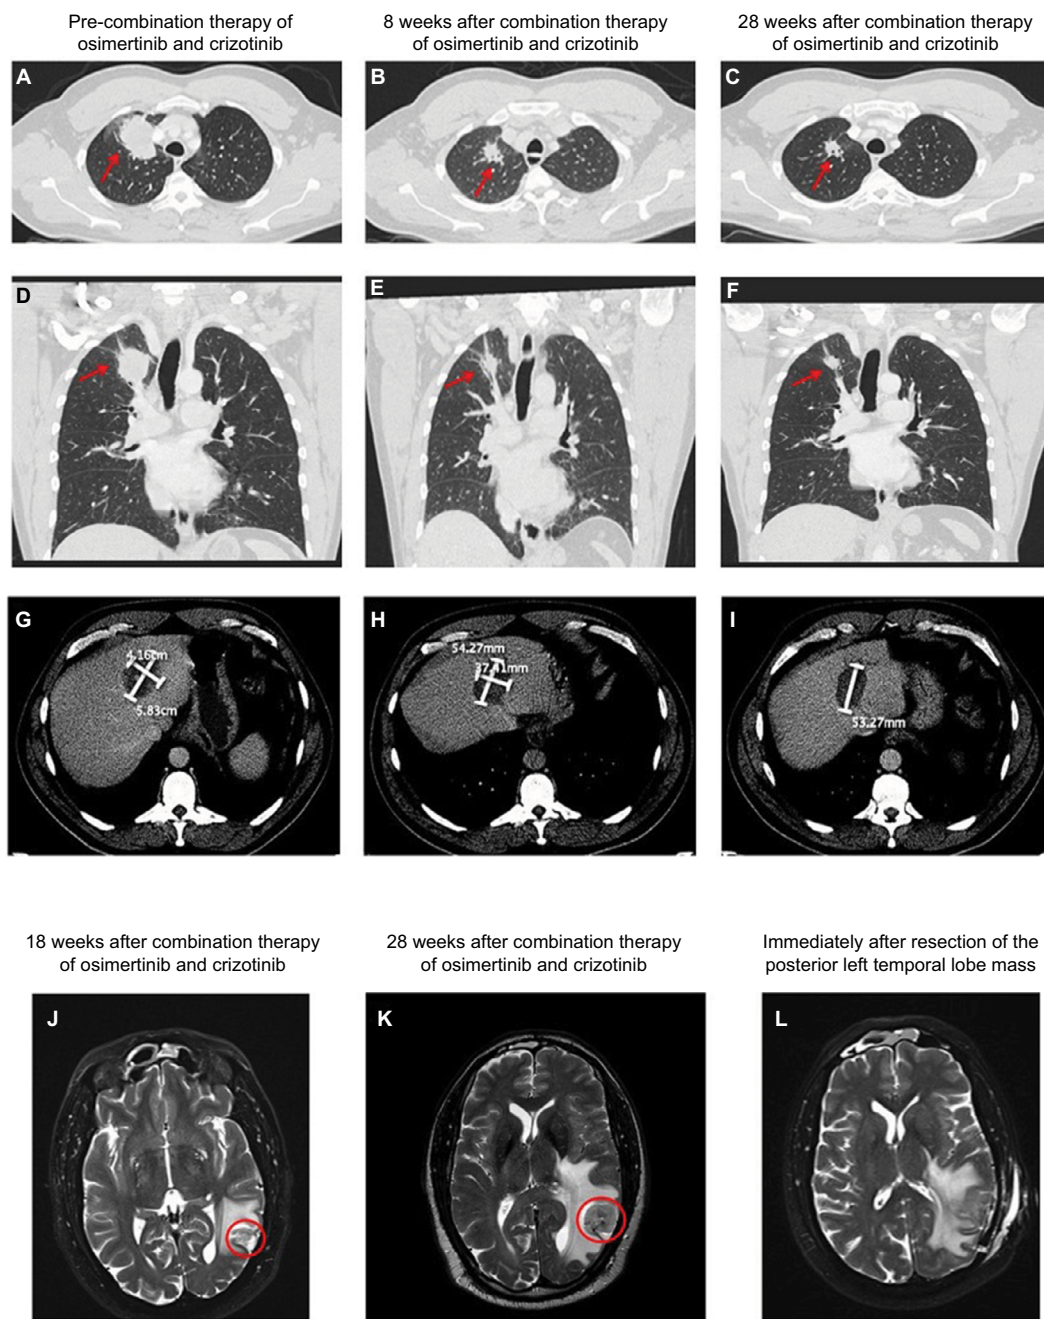 Pre-combination therapy of
osimertinib and crizotinib
8 weeks after combination therapy
of osimertinib and crizotinib
28 weeks after combination therapy
of osimertinib and crizotinib
A
B
C
D
E
F
G
4.16cm
5.83cm
H
54.27mm
37.41mm
I
53.27mm
18 weeks after combination therapy
of osimertinib and crizotinib
28 weeks after combination therapy
of osimertinib and crizotinib
Immediately after resection of the
posterior left temporal lobe mass
J
K
L